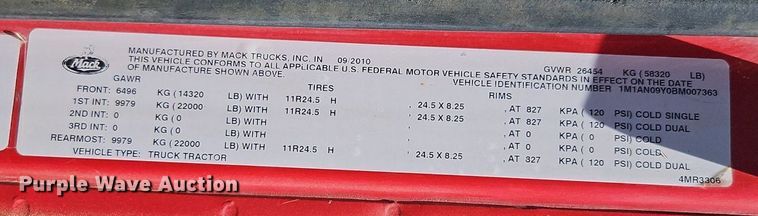 Mack
MANUFACTURED BY MACK TRUCKS, INC. IN 09/2010
THIS VEHICLE CONFORMS TO ALL APPLICABLE U.S. FEDERAL MOTOR VEHICLE SAFETY STANDARDS IN EFFECT ON THE DATE
OF MANUFACTURE SHOWN ABOVE.
GVWR 26454 KG (58320 LB)
VEHICLE IDENTIFICATION NUMBER 1M1AN09Y0BM007363
GAWR TIRES RIMS
FRONT: 6496 KG (14320 LB) WITH 11R24.5 H , 24.5 X 8.25 , AT 827 KPA ( 120 PSI) COLD SINGLE
1ST INT: 9979 KG (22000 LB) WITH 11R24.5 H , 24.5 X 8.25 , AT 827 KPA ( 120 PSI) COLD DUAL
2ND INT: 0 KG (0 LB) WITH , , AT 0 KPA ( 0 PSI) COLD
3RD INT: 0 KG (0 LB) WITH , , AT 0 KPA ( 0 PSI) COLD
REARMOST: 9979 KG (22000 LB) WITH 11R24.5 H , 24.5 X 8.25 , AT 827 KPA ( 120 PSI) COLD DUAL
VEHICLE TYPE: TRUCK TRACTOR
4MR3306
Purple Wave Auction